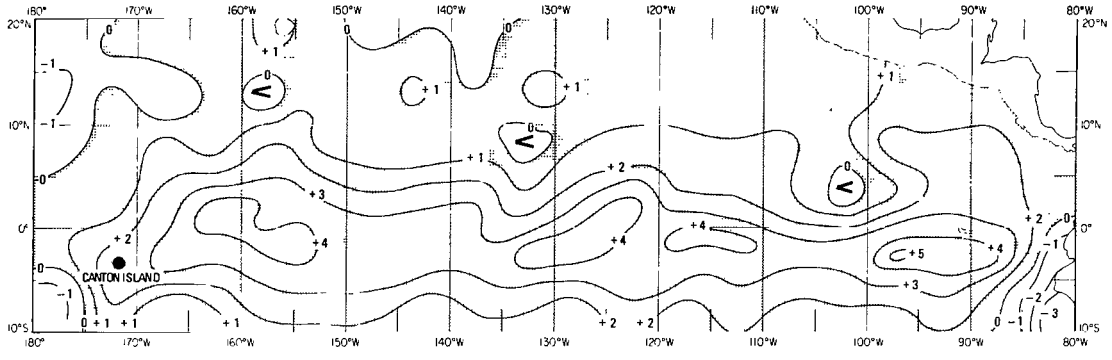 180° 170°W 160°W 150°W 140°W 130°W 120°W 110°W 100°W 90°W 80°W
20°N 0 +1 0 20°N
-1 0 +1 +1 +1
-1 10°N 0 10°N
0 +1 +2 0
+3 +2
0° +2 +4 +4 +4 +4 0 0°
+5 -1
0 CANTON ISLAND +3
-1 -2
10°S 0 +1 +1 +1 +2 +2 +2 0 -1 -3 10°S
180° 170°W 160°W 150°W 140°W 130°W 120°W 110°W 100°W 90°W 80°W